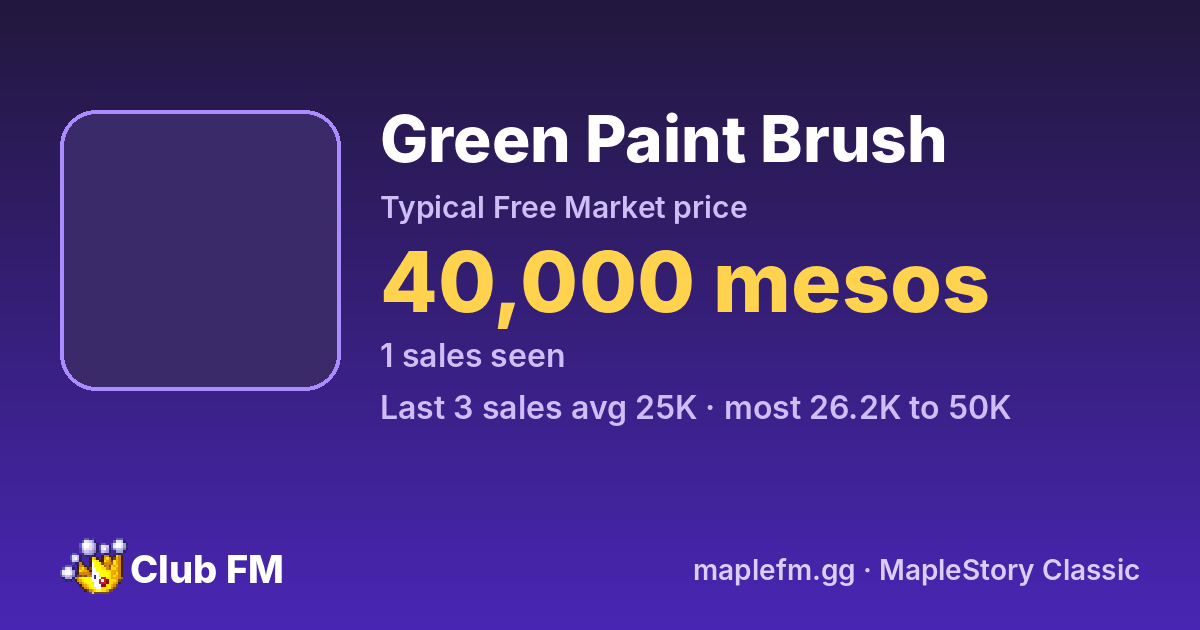 Green Paint Brush
Typical Free Market price
40,000 mesos
1 sales seen
Last 3 sales avg 25K · most 26.2K to 50K
Club FM
maplefm.gg · MapleStory Classic